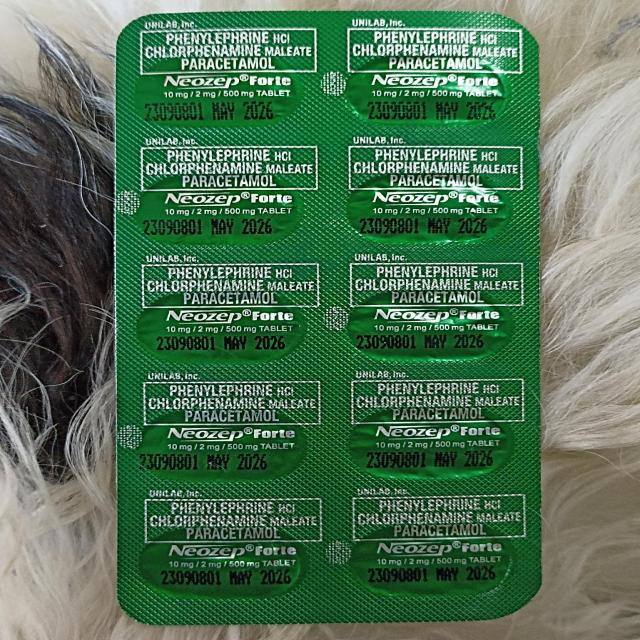 UNILAB, Inc.
PHENYLEPHRINE HCl
CHLORPHENAMINE MALEATE
PARACETAMOL
Neozep® Forte
10 mg / 2 mg / 500 mg TABLET
23090801 MAY 2026
UNILAB, Inc.
PHENYLEPHRINE HCl
CHLORPHENAMINE MALEATE
PARACETAMOL
Neozep® Forte
10 mg / 2 mg / 500 mg TABLET
23090801 MAY 2026
UNILAB, Inc.
PHENYLEPHRINE HCl
CHLORPHENAMINE MALEATE
PARACETAMOL
Neozep® Forte
10 mg / 2 mg / 500 mg TABLET
23090801 MAY 2026
UNILAB, Inc.
PHENYLEPHRINE HCl
CHLORPHENAMINE MALEATE
PARACETAMOL
Neozep® Forte
10 mg / 2 mg / 500 mg TABLET
23090801 MAY 2026
UNILAB, Inc.
PHENYLEPHRINE HCl
CHLORPHENAMINE MALEATE
PARACETAMOL
Neozep® Forte
10 mg / 2 mg / 500 mg TABLET
23090801 MAY 2026
UNILAB, Inc.
PHENYLEPHRINE HCl
CHLORPHENAMINE MALEATE
PARACETAMOL
Neozep® Forte
10 mg / 2 mg / 500 mg TABLET
23090801 MAY 2026
UNILAB, Inc.
PHENYLEPHRINE HCl
CHLORPHENAMINE MALEATE
PARACETAMOL
Neozep® Forte
10 mg / 2 mg / 500 mg TABLET
23090801 MAY 2026
UNILAB, Inc.
PHENYLEPHRINE HCl
CHLORPHENAMINE MALEATE
PARACETAMOL
Neozep® Forte
10 mg / 2 mg / 500 mg TABLET
23090801 MAY 2026
UNILAB, Inc.
PHENYLEPHRINE HCl
CHLORPHENAMINE MALEATE
PARACETAMOL
Neozep® Forte
10 mg / 2 mg / 500 mg TABLET
23090801 MAY 2026
UNILAB, Inc.
PHENYLEPHRINE HCl
CHLORPHENAMINE MALEATE
PARACETAMOL
Neozep® Forte
10 mg / 2 mg / 500 mg TABLET
23090801 MAY 2026